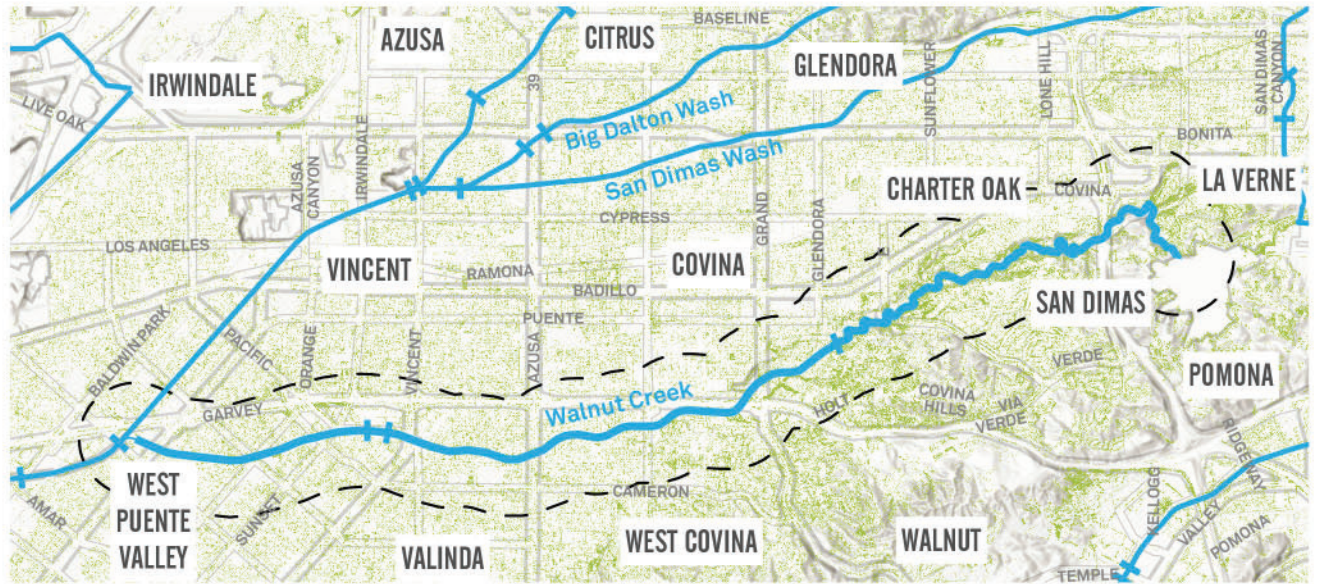 BASELINE
AZUSA
CITRUS
GLENDORA
IRWINDALE
LIVE OAK
39
SUNFLOWER
LONE HILL
SAN DIMAS
CANYON
Big Dalton Wash
San Dimas Wash
BONITA
AZUSA
CANYON
IRWINDALE
CHARTER OAK
COVINA
LA VERNE
CYPRESS
GRAND
GLENDORA
LOS ANGELES
VINCENT
RAMONA
COVINA
BADILLO
SAN DIMAS
PUENTE
BALDWIN PARK
PACIFIC
ORANGE
VINCENT
AZUSA
VERDE
POMONA
GARVEY
Walnut Creek
HOLT
COVINA
HILLS
VIA
VERDE
RIDGEWAY
WEST
PUENTE
VALLEY
AMAR
SUNSET
CAMERON
KELLOGG
VALLEY
POMONA
VALINDA
WEST COVINA
WALNUT
TEMPLE